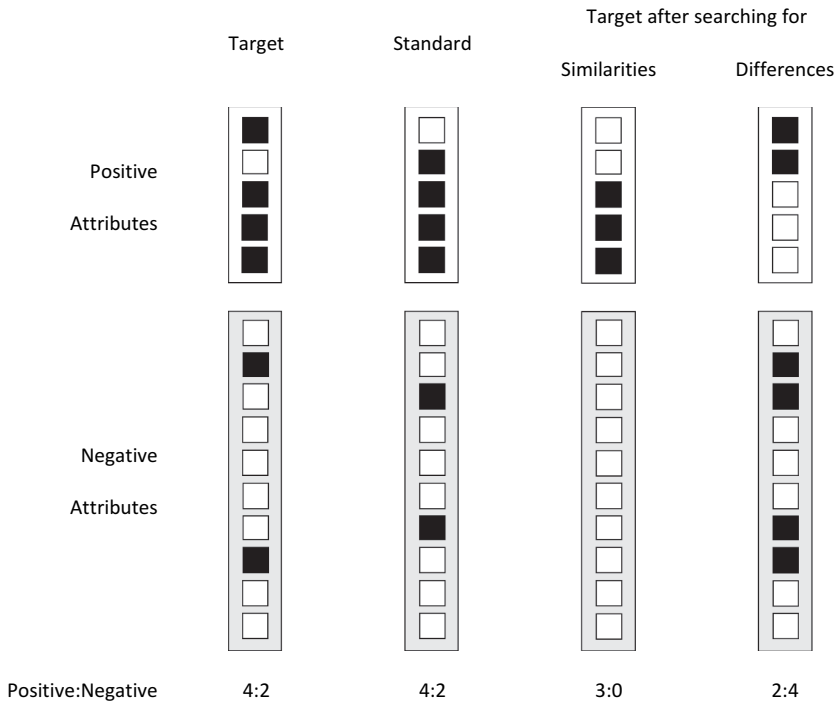 Target after searching for
Target Standard
Similarities Differences
Positive
Attributes
Negative
Attributes
Positive:Negative 4:2 4:2 3:0 2:4